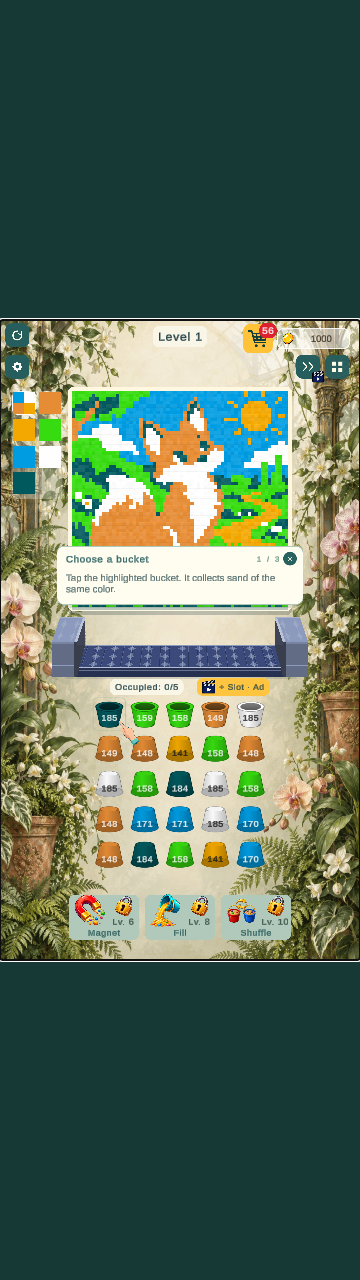 Level 1
56
1000
Choose a bucket
1 / 3
Tap the highlighted bucket. It collects sand of the
same color.
Occupied: 0/5
+ Slot · Ad
185 159 158 149 185
149 148 141 158 148
185 158 184 185 158
148 171 171 185 170
148 184 158 141 170
Lv. 6 Lv. 8 Lv. 10
Magnet Fill Shuffle